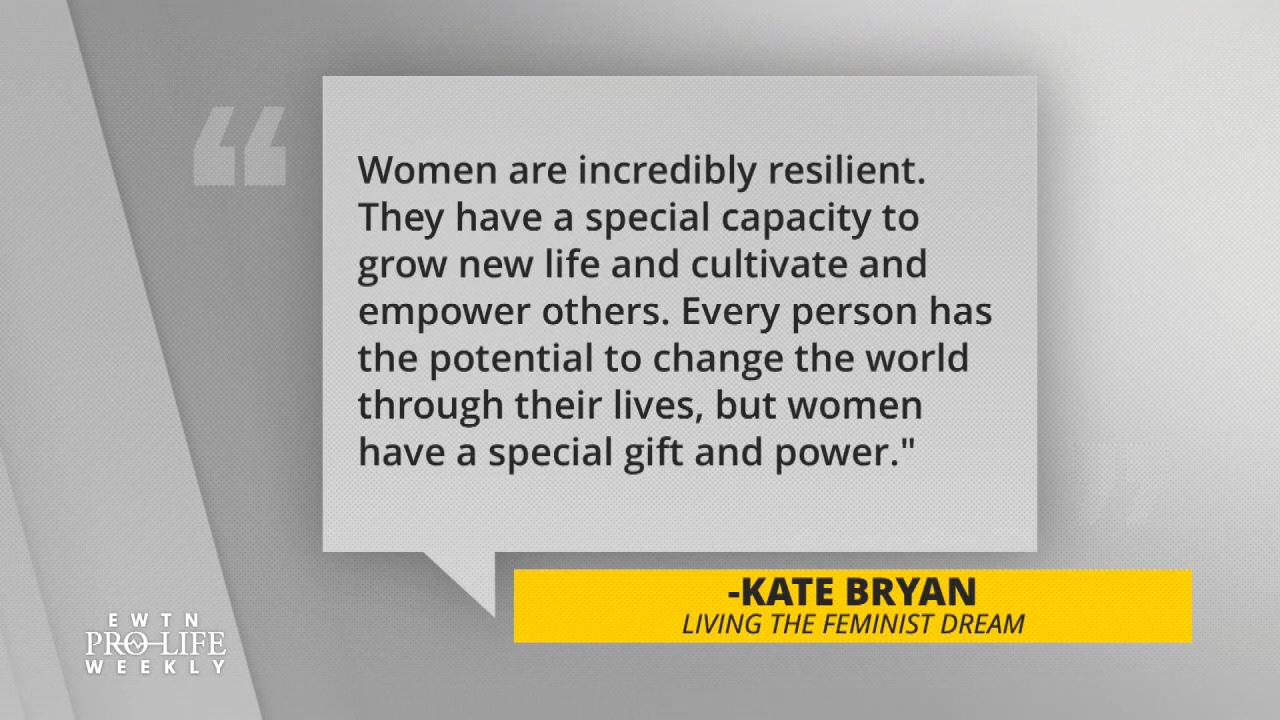 “
Women are incredibly resilient.
They have a special capacity to
grow new life and cultivate and
empower others. Every person has
the potential to change the world
through their lives, but women
have a special gift and power."
”
-KATE BRYAN
LIVING THE FEMINIST DREAM
EWTN
PRO-LIFE
WEEKLY